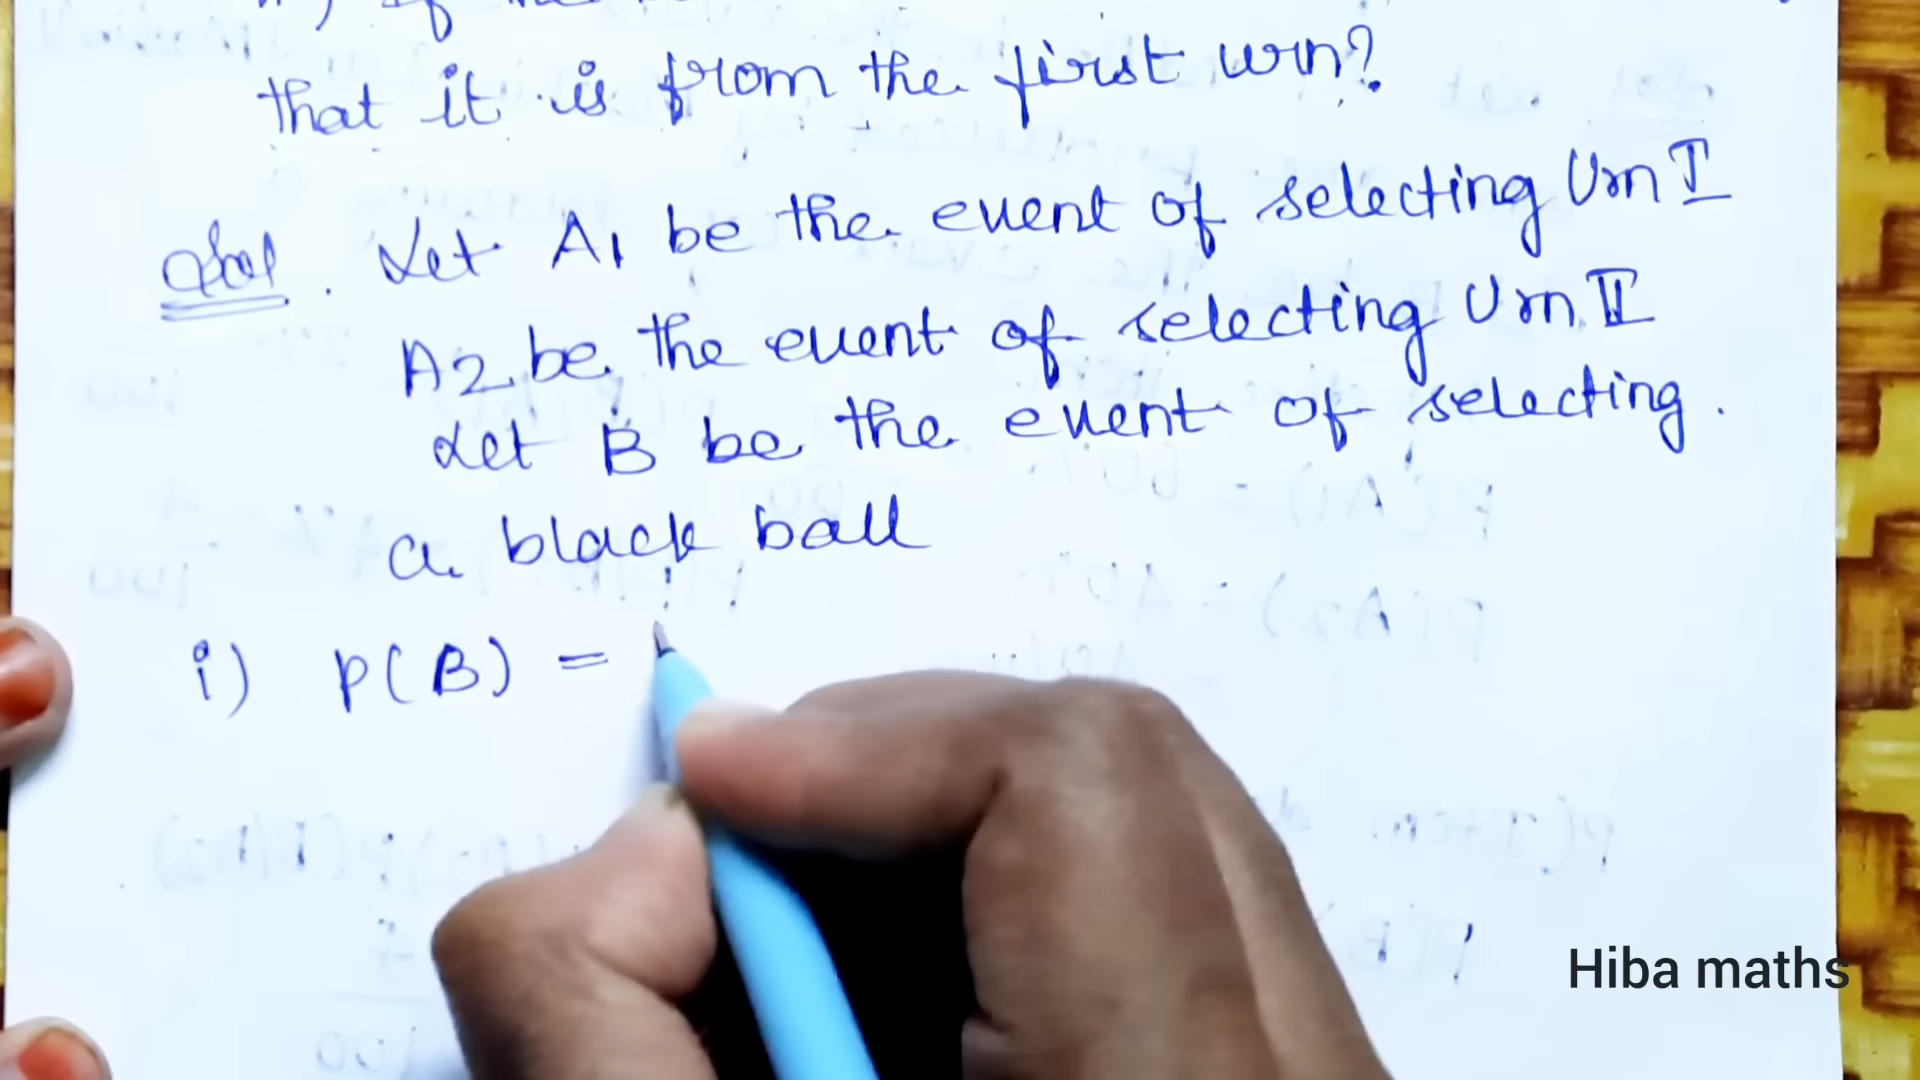 that it is from the first urn?
Sol. Let A1 be the event of selecting Urn I
A2 be the event of selecting Urn II
Let B be the event of selecting
a black ball
i) P(B) =
Hiba maths